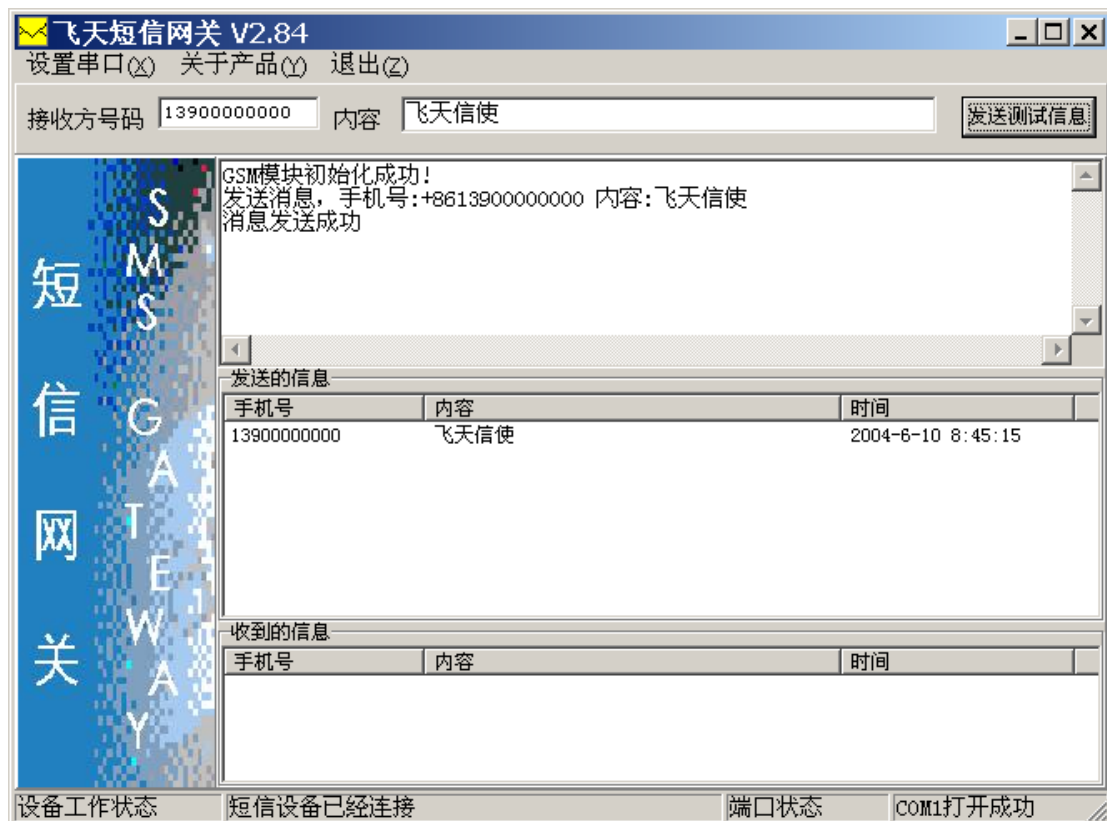 飞天短信网关 V2.84
设置串口(X) 关于产品(Y) 退出(Z)
接收方号码 13900000000 内容 飞天信使 发送测试信息
GSM模块初始化成功!
发送消息, 手机号:+8613900000000 内容:飞天信使
消息发送成功
短信网关
SMS GATEWAY
发送的信息
手机号 内容 时间
13900000000 飞天信使 2004-6-10 8:45:15
收到的信息
手机号 内容 时间
设备工作状态 短信设备已经连接 端口状态 COM1打开成功